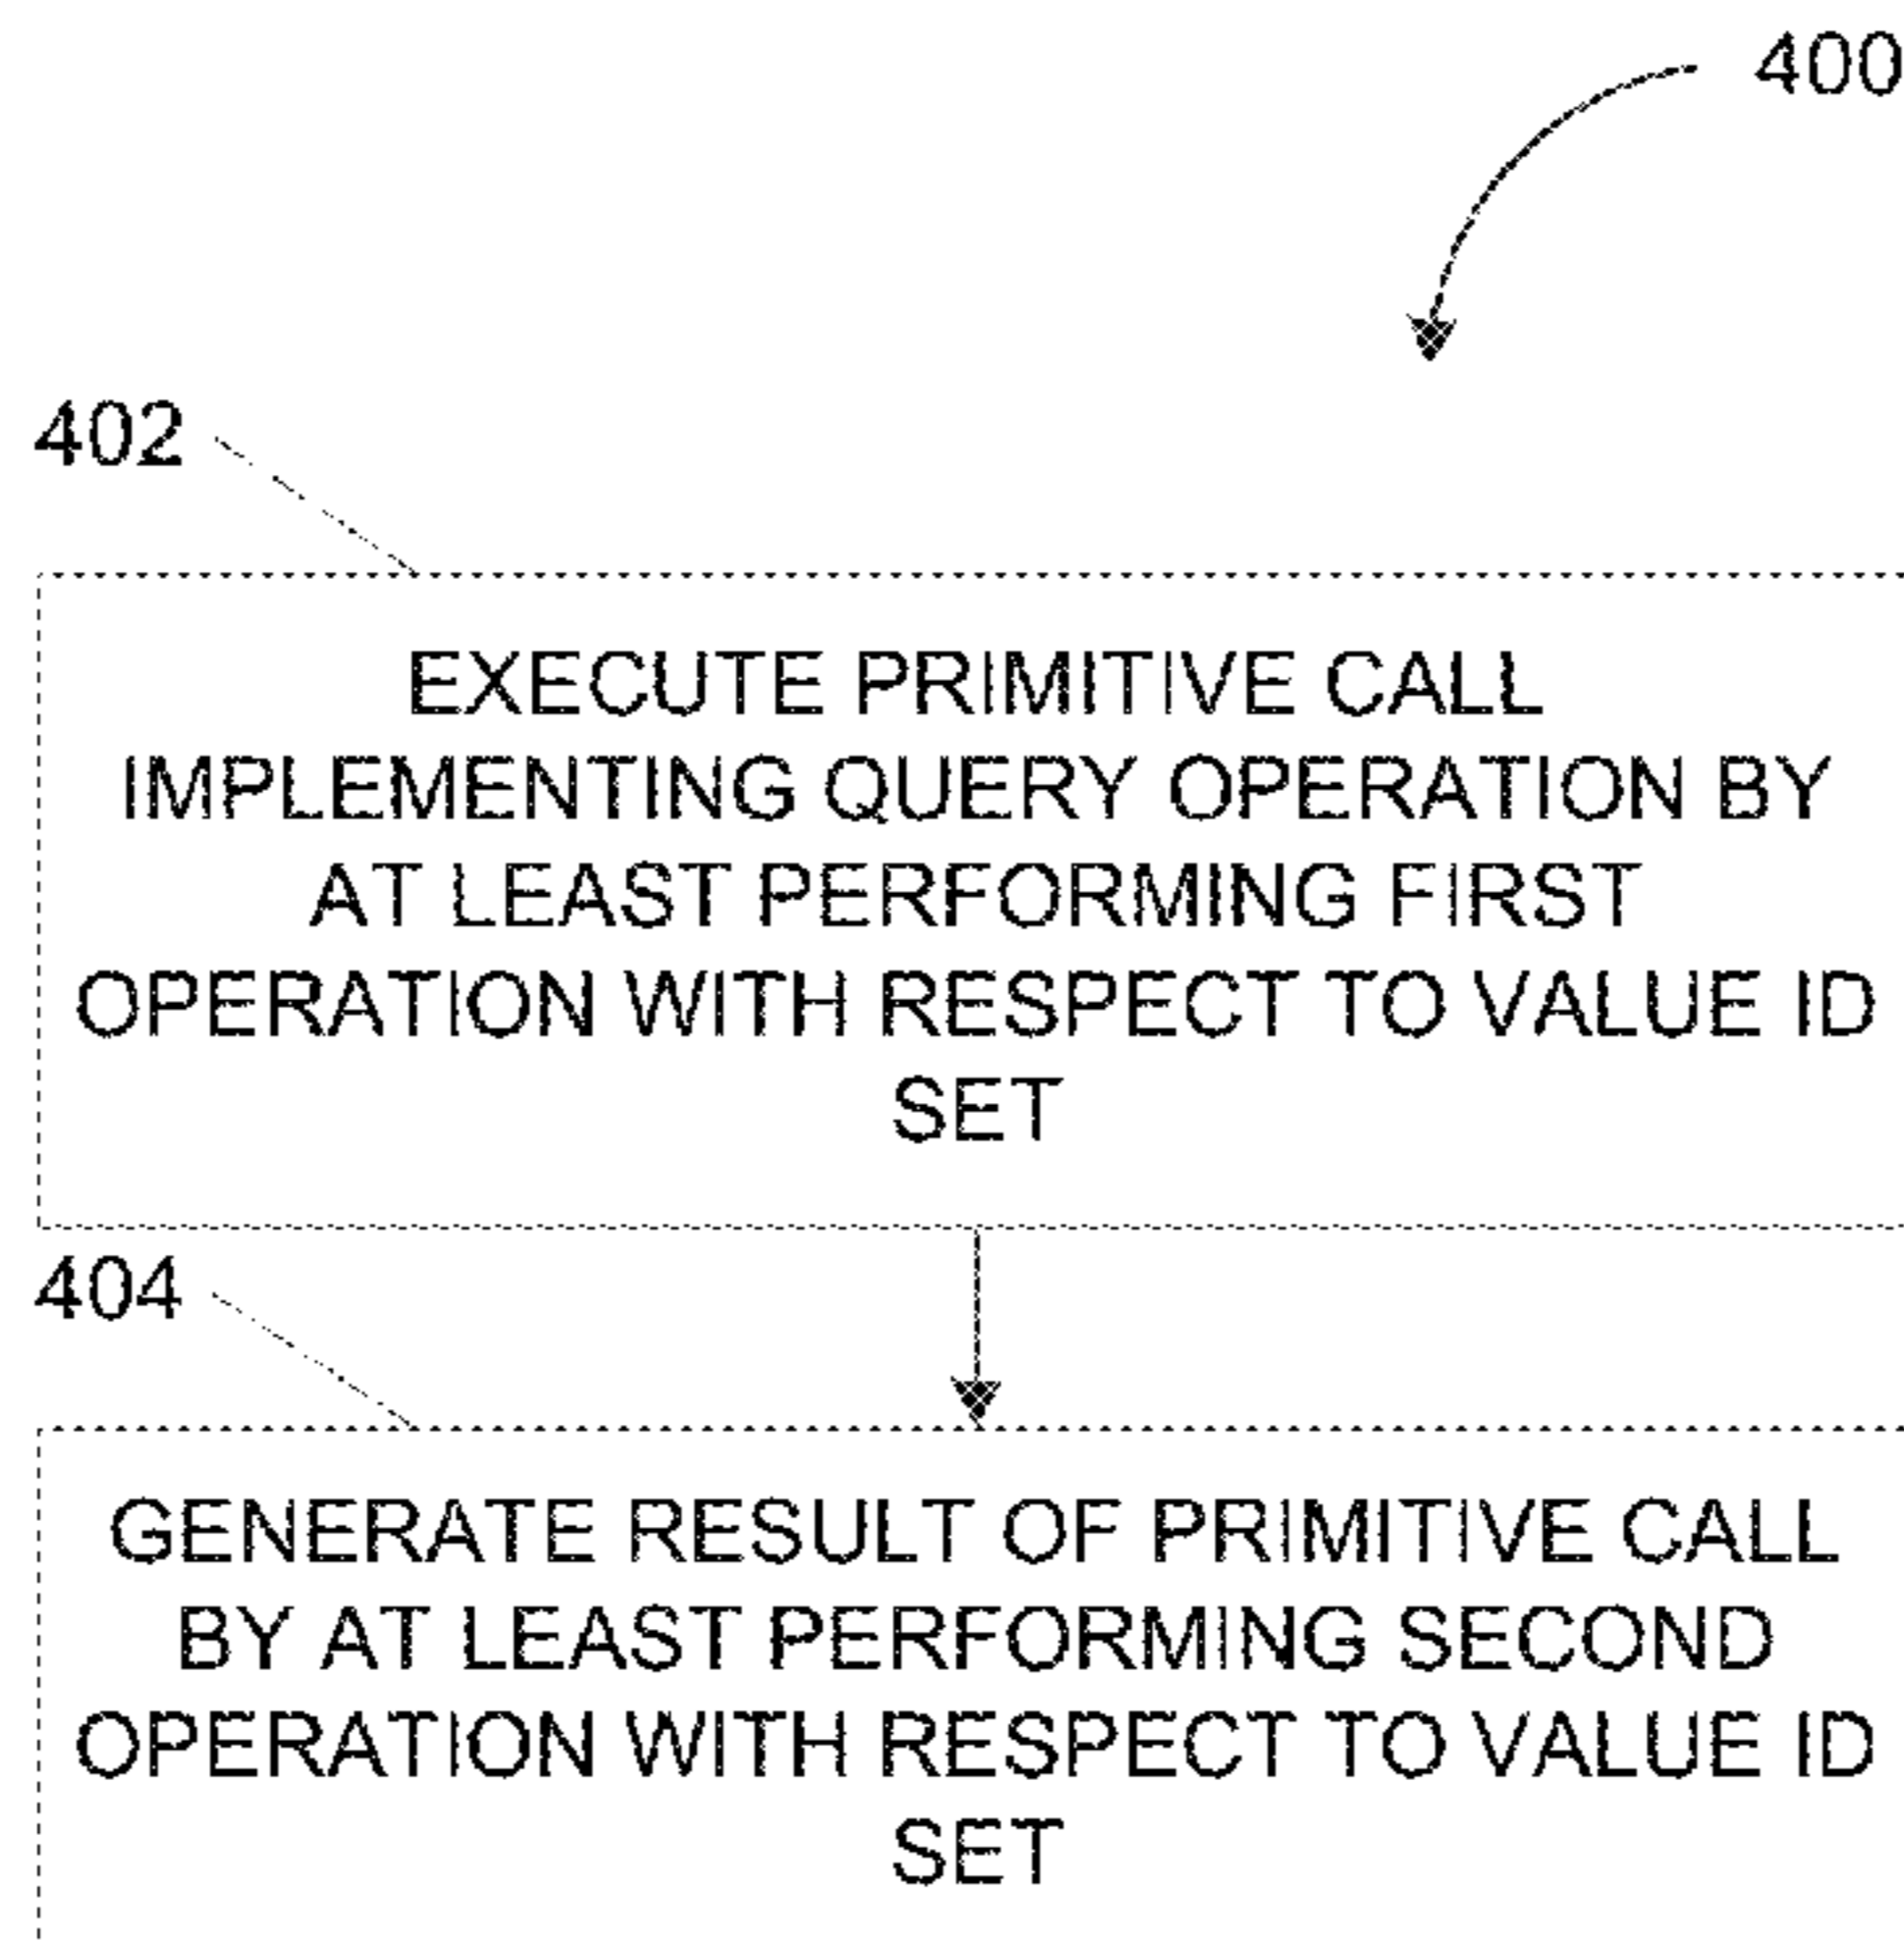 400
402
EXECUTE PRIMITIVE CALL
IMPLEMENTING QUERY OPERATION BY
AT LEAST PERFORMING FIRST
OPERATION WITH RESPECT TO VALUE ID
SET
404
GENERATE RESULT OF PRIMITIVE CALL
BY AT LEAST PERFORMING SECOND
OPERATION WITH RESPECT TO VALUE ID
SET